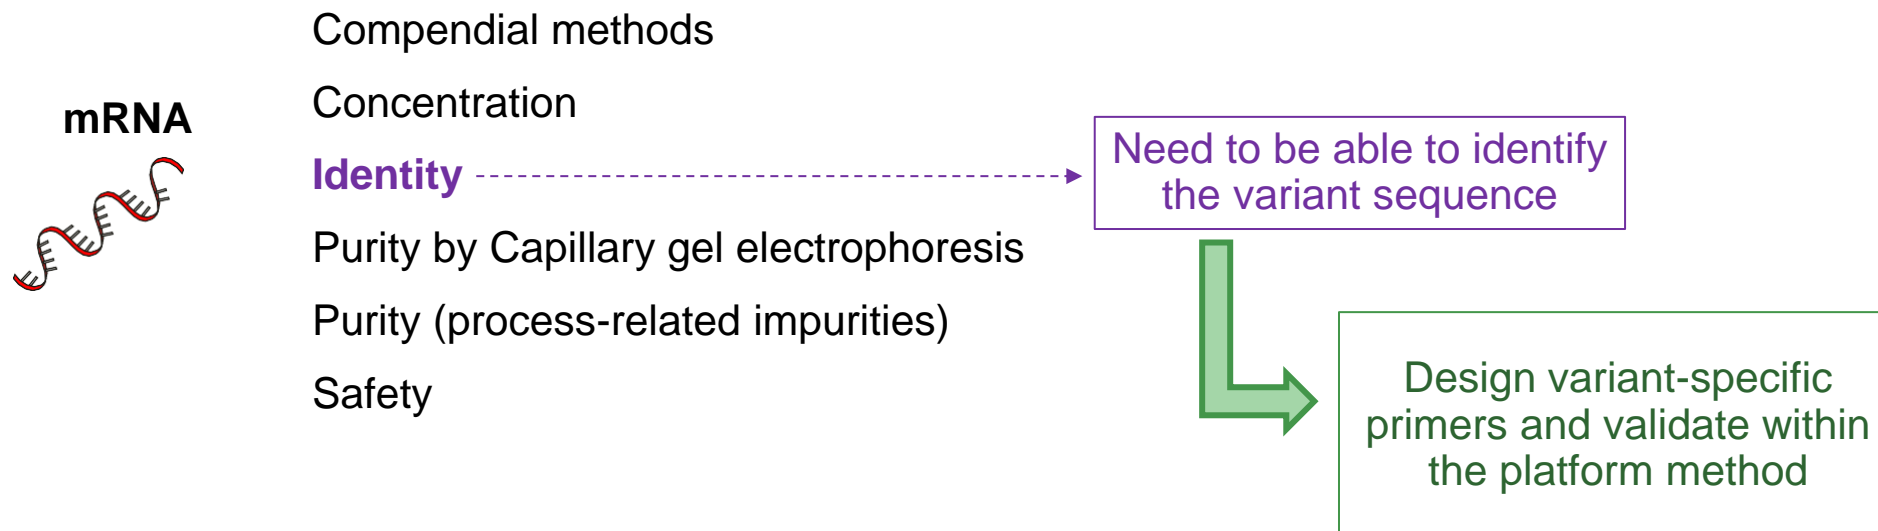 mRNA
Compendial methods
Concentration
Identity
Purity by Capillary gel electrophoresis
Purity (process-related impurities)
Safety
Need to be able to identify
the variant sequence
Design variant-specific
primers and validate within
the platform method